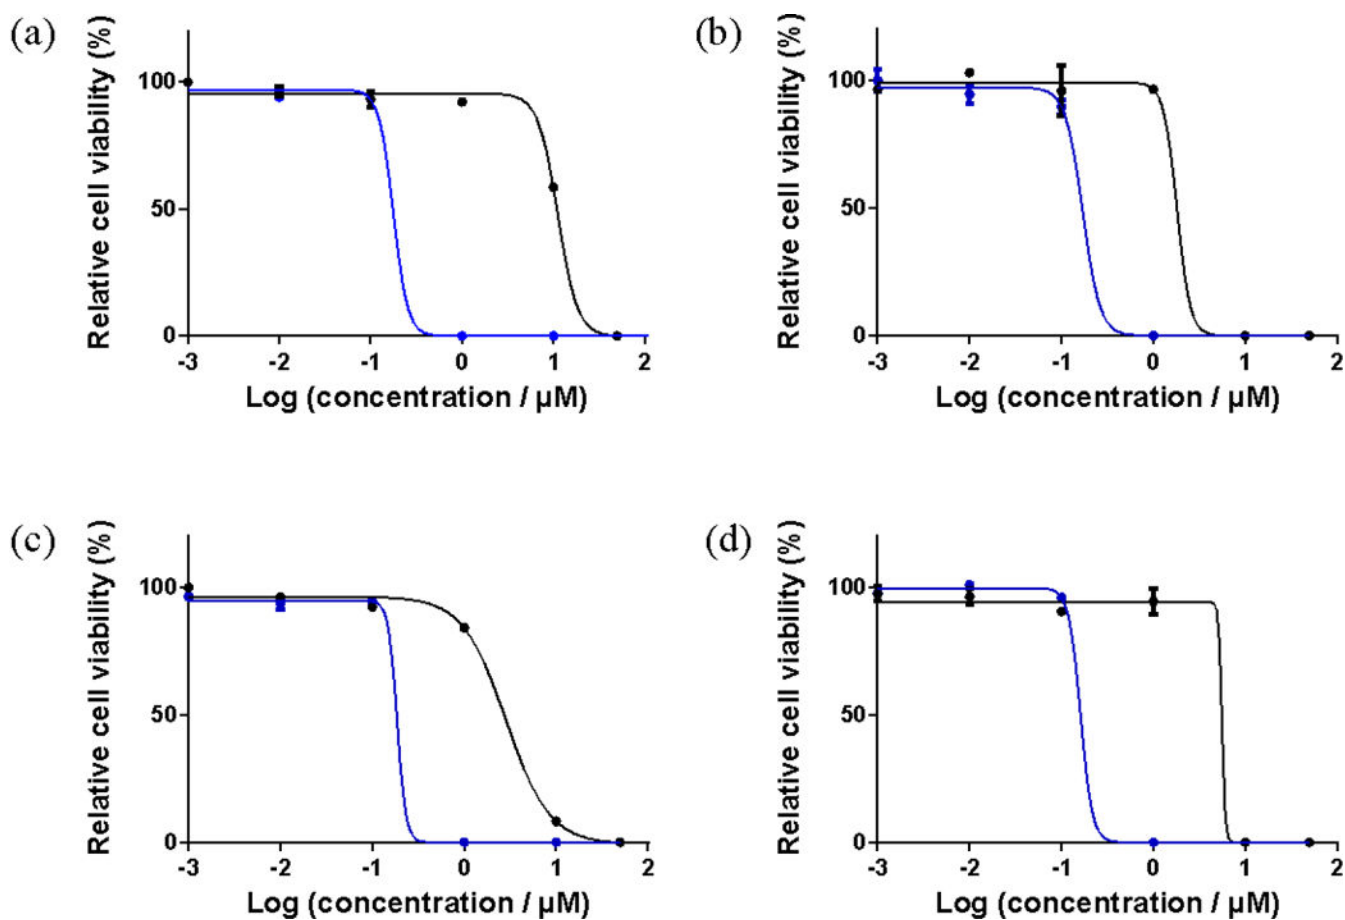 (a)
Relative cell viability (%)
100
50
0
-3 -2 -1 0 1 2
Log (concentration / µM)
(b)
Relative cell viability (%)
100
50
0
-3 -2 -1 0 1 2
Log (concentration / µM)
(c)
Relative cell viability (%)
100
50
0
-3 -2 -1 0 1 2
Log (concentration / µM)
(d)
Relative cell viability (%)
100
50
0
-3 -2 -1 0 1 2
Log (concentration / µM)